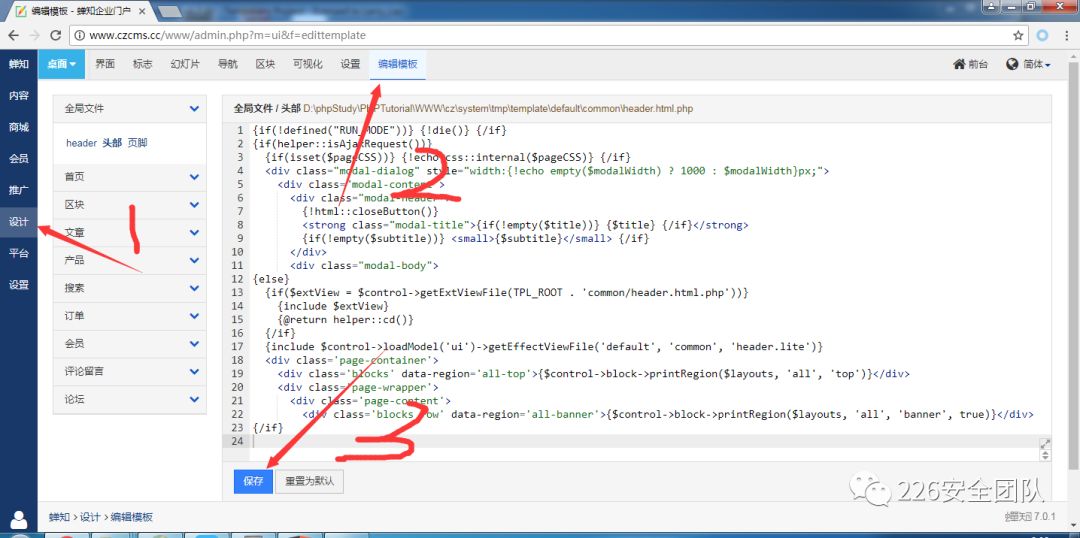 编辑模板 - 蝉知企业门户
www.czcms.cc/www/admin.php?m=ui&f=edittemplate
蝉知
桌面
界面
标志
幻灯片
导航
区块
可视化
设置
编辑模板
前台
简体
内容
商城
会员
推广
设计
平台
设置
全局文件
header 头部 页脚
首页
区块
文章
产品
搜索
订单
会员
评论留言
论坛
1
2
3
全局文件 / 头部 D:\phpStudy\PHPTutorial\WWW\cz\system\tmp\template\default\common\header.html.php
1 {if(!defined("RUN_MODE"))} {!die()} {/if}
2 {if(helper::isAjaxRequest())}
3 {if(isset($pageCSS))} {!echo css::internal($pageCSS)} {/if}
4 <div class="modal-dialog" style="width:{!echo empty($modalWidth) ? 1000 : $modalWidth}px;">
5 <div class="modal-content">
6 <div class="modal-header">
7 {!html::closeButton()}
8 <strong class="modal-title">{if(!empty($title))} {$title} {/if}</strong>
9 {if(!empty($subtitle))} <small>{$subtitle}</small> {/if}
10 </div>
11 <div class="modal-body">
12 {else}
13 {if($extView = $control->getExtViewFile(TPL_ROOT . 'common/header.html.php'))}
14 {include $extView}
15 {@return helper::cd()}
16 {/if}
17 {include $control->loadModel('ui')->getEffectViewFile('default', 'common', 'header.lite')}
18 <div class='page-container'>
19 <div class='blocks' data-region='all-top'>{$control->block->printRegion($layouts, 'all', 'top')}</div>
20 <div class='page-wrapper'>
21 <div class='page-content'>
22 <div class='blocks row' data-region='all-banner'>{$control->block->printRegion($layouts, 'all', 'banner', true)}</div>
23 {/if}
24
保存
重置为默认
226安全团队
蝉知 > 设计 > 编辑模板
7.0.1